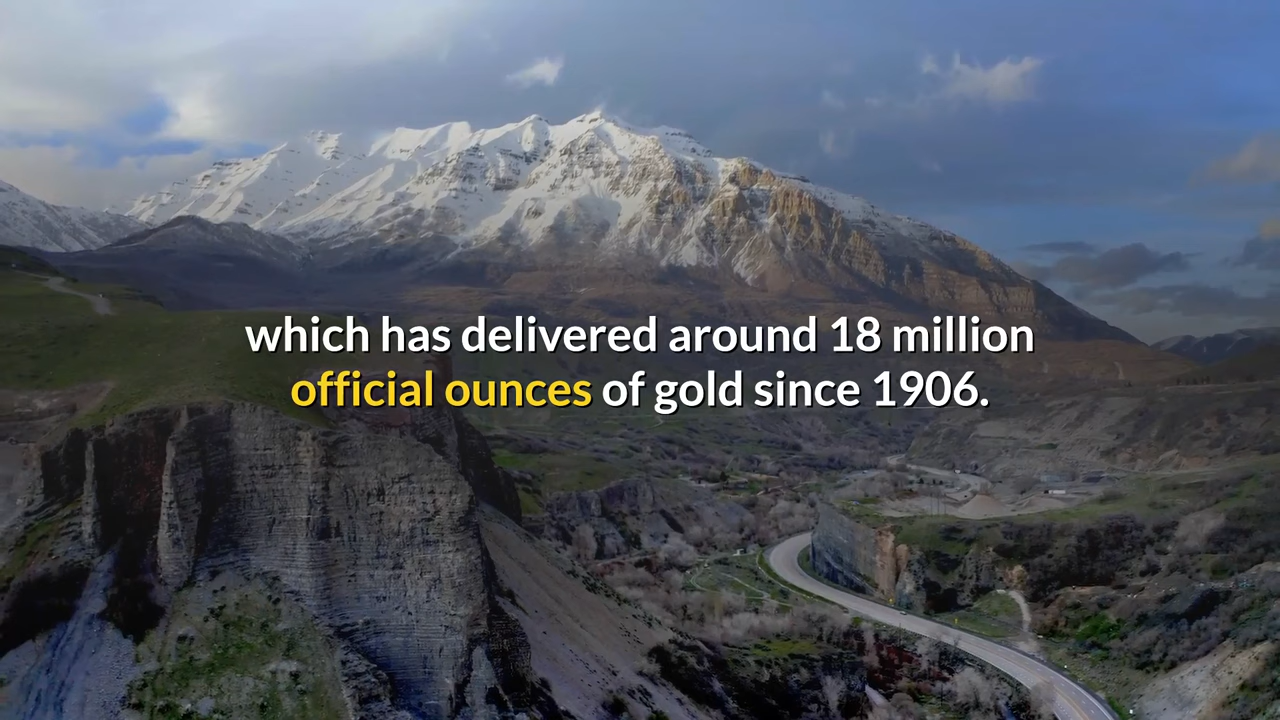 which has delivered around 18 million
official ounces of gold since 1906.